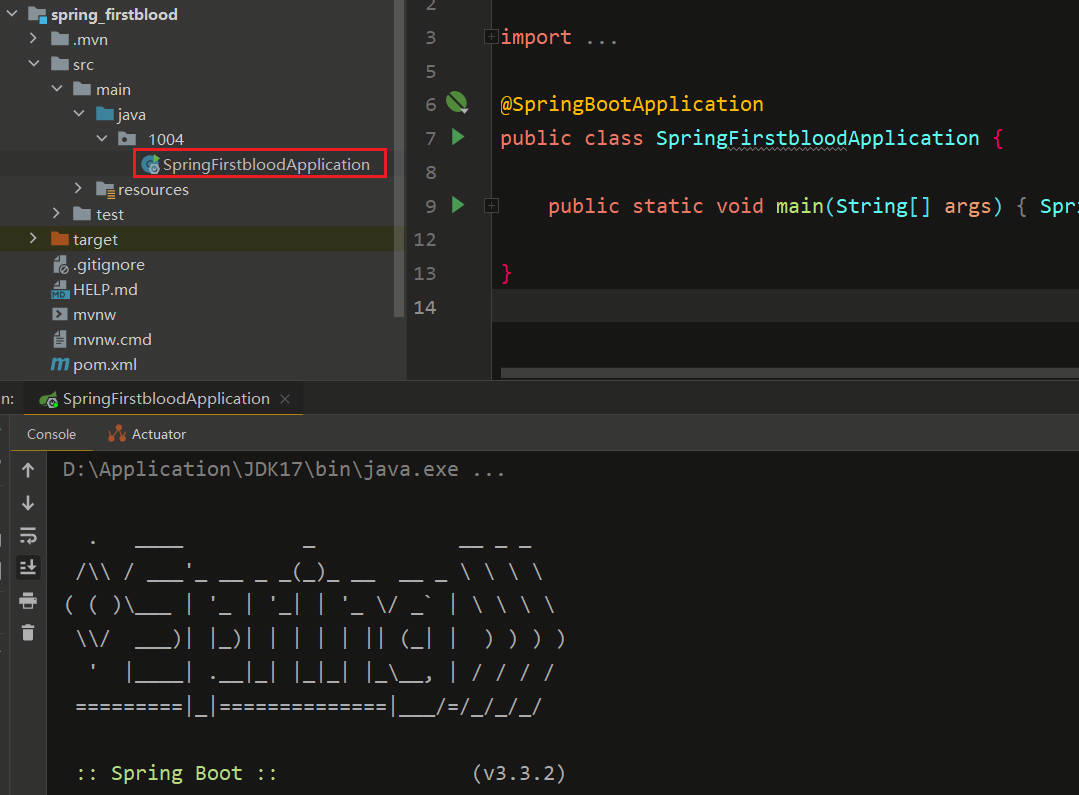 spring_firstblood
.mvn
src
main
java
1004
SpringFirstbloodApplication
resources
test
target
.gitignore
HELP.md
mvnw
mvnw.cmd
pom.xml
2
3 import ...
5
6 @SpringBootApplication
7 public class SpringFirstbloodApplication {
8
9 public static void main(String[] args) { Spri
12
13 }
14
n: SpringFirstbloodApplication
Console Actuator
D:\Application\JDK17\bin\java.exe ...
  .   ____          _            __ _ _
 /\\ / ___'_ __ _ _(_)_ __  __ _ \ \ \ \
( ( )\___ | '_ | '_| | '_ \/ _` | \ \ \ \
 \\/  ___)| |_)| | | | | || (_| |  ) ) ) )
  '  |____| .__|_| |_|_| |_\__, | / / / /
 =========|_|==============|___/=/_/_/_/
 :: Spring Boot ::                (v3.3.2)